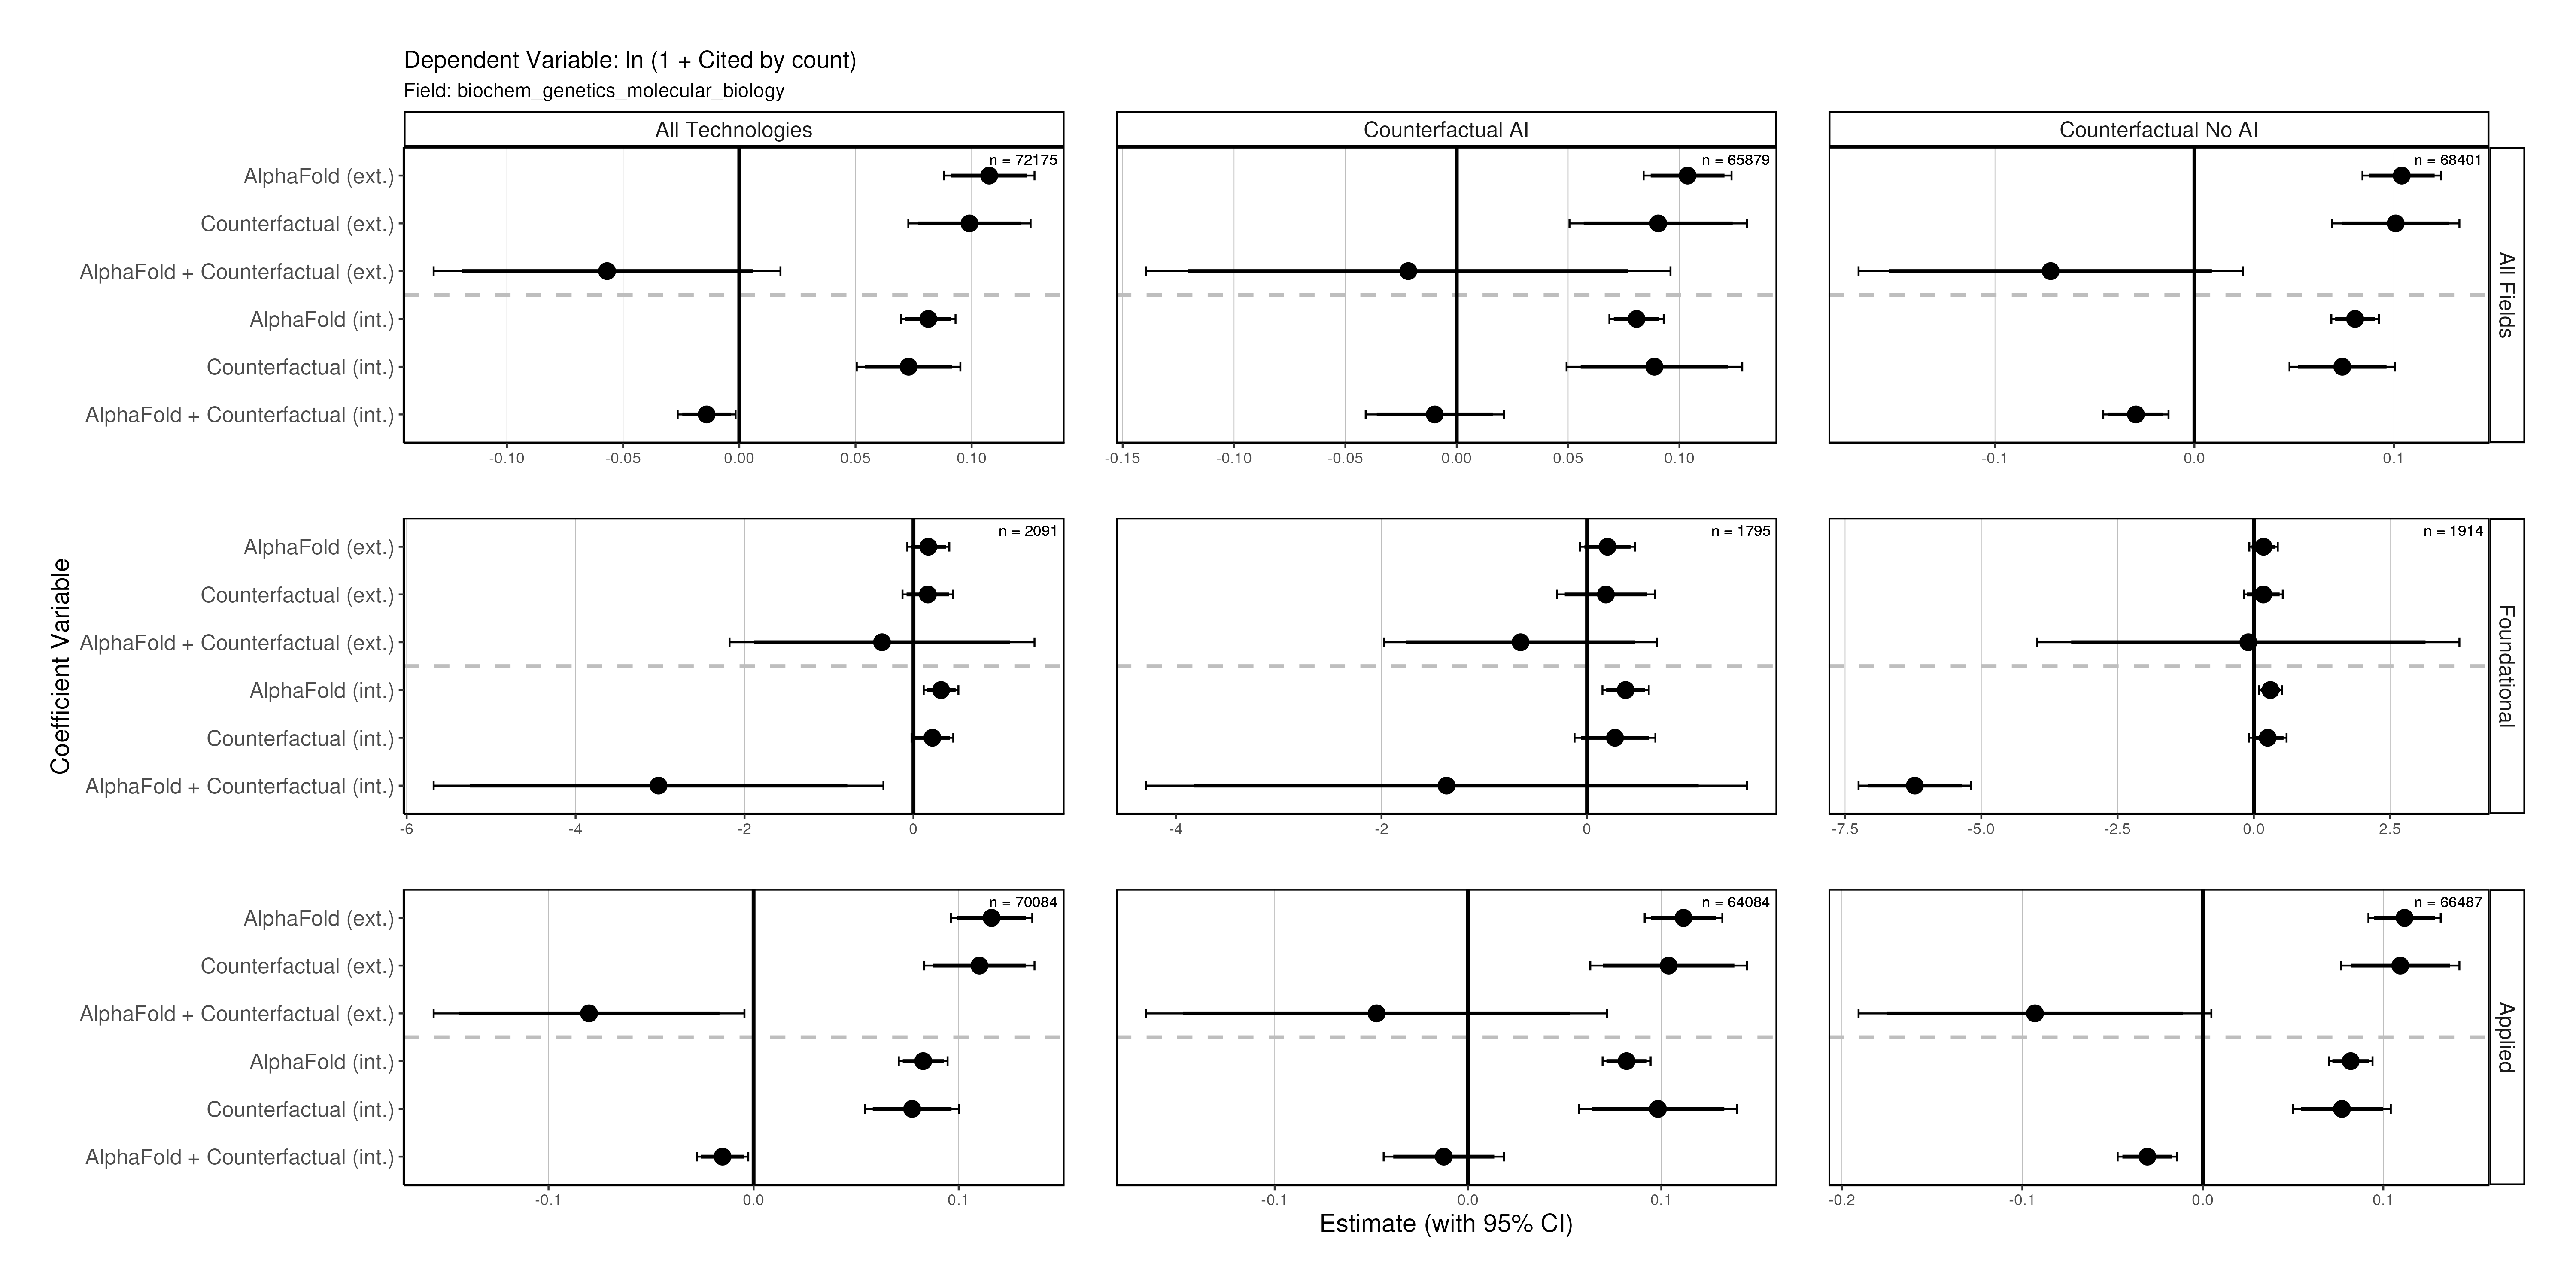 Dependent Variable: ln (1 + Cited by count)
Field: biochem_genetics_molecular_biology
All Technologies
Counterfactual AI
Counterfactual No AI
Coefficient Variable
AlphaFold (ext.)
Counterfactual (ext.)
AlphaFold + Counterfactual (ext.)
AlphaFold (int.)
Counterfactual (int.)
AlphaFold + Counterfactual (int.)
n = 72175
n = 65879
n = 68401
All Fields
-0.10 -0.05 0.00 0.05 0.10
-0.15 -0.10 -0.05 0.00 0.05 0.10
-0.1 0.0 0.1
AlphaFold (ext.)
Counterfactual (ext.)
AlphaFold + Counterfactual (ext.)
AlphaFold (int.)
Counterfactual (int.)
AlphaFold + Counterfactual (int.)
n = 2091
n = 1795
n = 1914
Foundational
-6 -4 -2 0
-4 -2 0
-7.5 -5.0 -2.5 0.0 2.5
AlphaFold (ext.)
Counterfactual (ext.)
AlphaFold + Counterfactual (ext.)
AlphaFold (int.)
Counterfactual (int.)
AlphaFold + Counterfactual (int.)
n = 70084
n = 64084
n = 66487
Applied
-0.1 0.0 0.1
-0.1 0.0 0.1
-0.2 -0.1 0.0 0.1
Estimate (with 95% CI)